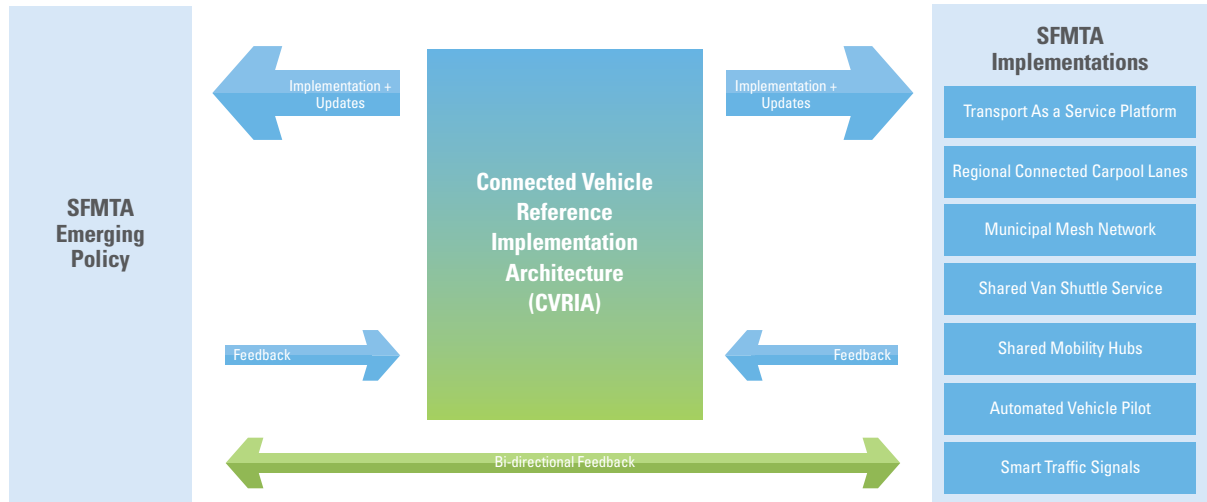 SFMTA
Emerging
Policy
Implementation +
Updates
Feedback
Connected Vehicle
Reference
Implementation
Architecture
(CVRIA)
Implementation +
Updates
Feedback
Bi-directional Feedback
SFMTA
Implementations
Transport As a Service Platform
Regional Connected Carpool Lanes
Municipal Mesh Network
Shared Van Shuttle Service
Shared Mobility Hubs
Automated Vehicle Pilot
Smart Traffic Signals